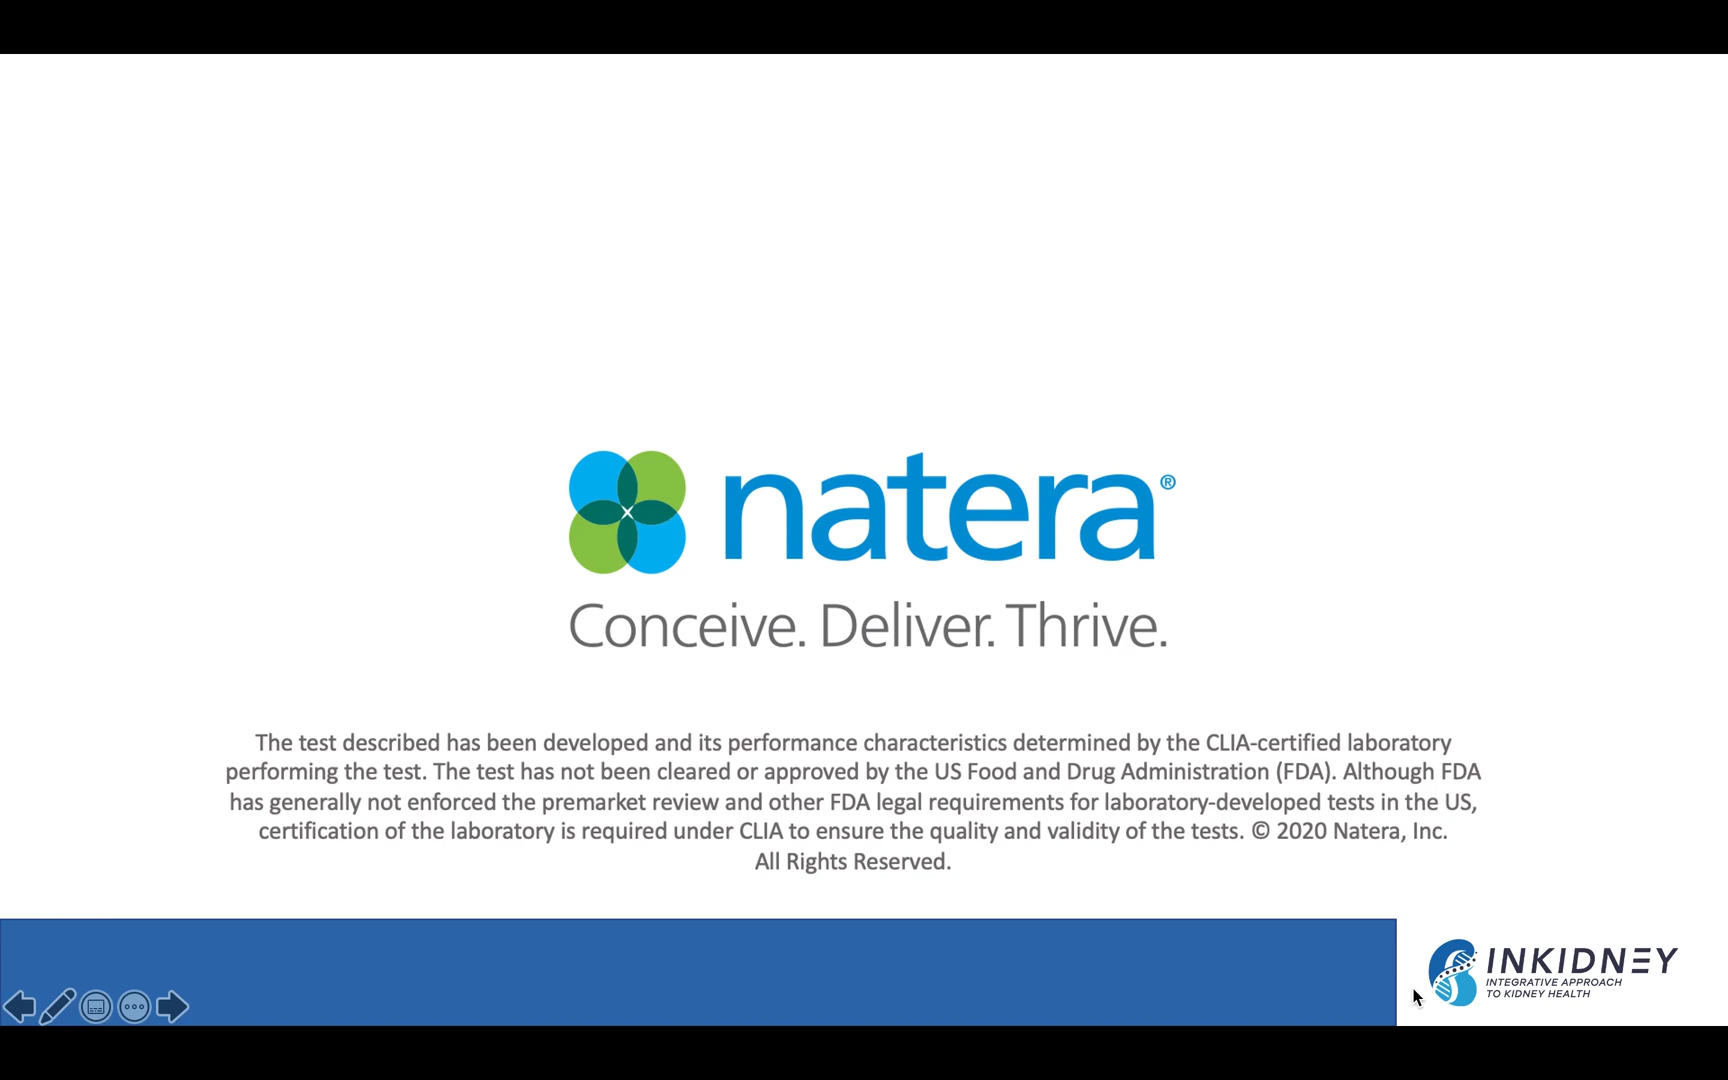 natera®
Conceive. Deliver. Thrive.
The test described has been developed and its performance characteristics determined by the CLIA-certified laboratory
performing the test. The test has not been cleared or approved by the US Food and Drug Administration (FDA). Although FDA
has generally not enforced the premarket review and other FDA legal requirements for laboratory-developed tests in the US,
certification of the laboratory is required under CLIA to ensure the quality and validity of the tests. © 2020 Natera, Inc.
All Rights Reserved.
INKIDNEY
INTEGRATIVE APPROACH
TO KIDNEY HEALTH